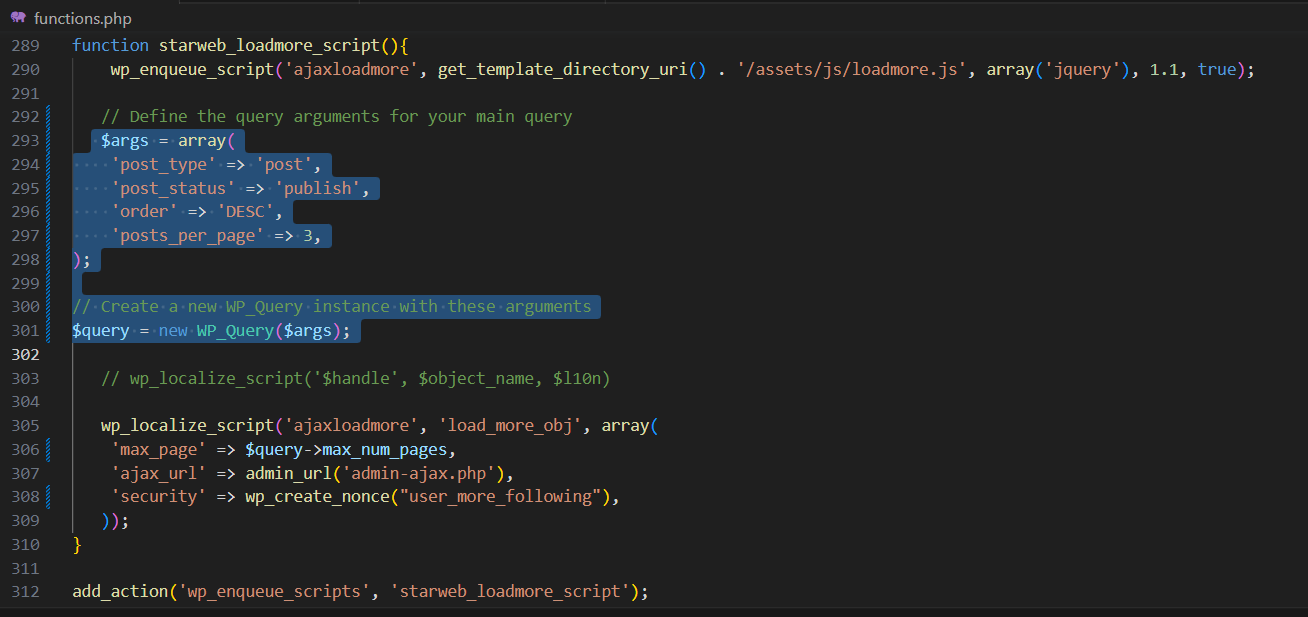 functions.php
289 function starweb_loadmore_script(){
290 wp_enqueue_script('ajaxloadmore', get_template_directory_uri() . '/assets/js/loadmore.js', array('jquery'), 1.1, true);
291
292 // Define the query arguments for your main query
293 $args = array(
294 'post_type' => 'post',
295 'post_status' => 'publish',
296 'order' => 'DESC',
297 'posts_per_page' => 3,
298 );
299
300 // Create a new WP_Query instance with these arguments
301 $query = new WP_Query($args);
302
303 // wp_localize_script('$handle', $object_name, $l10n)
304
305 wp_localize_script('ajaxloadmore', 'load_more_obj', array(
306 'max_page' => $query->max_num_pages,
307 'ajax_url' => admin_url('admin-ajax.php'),
308 'security' => wp_create_nonce("user_more_following"),
309 ));
310 }
311
312 add_action('wp_enqueue_scripts', 'starweb_loadmore_script');